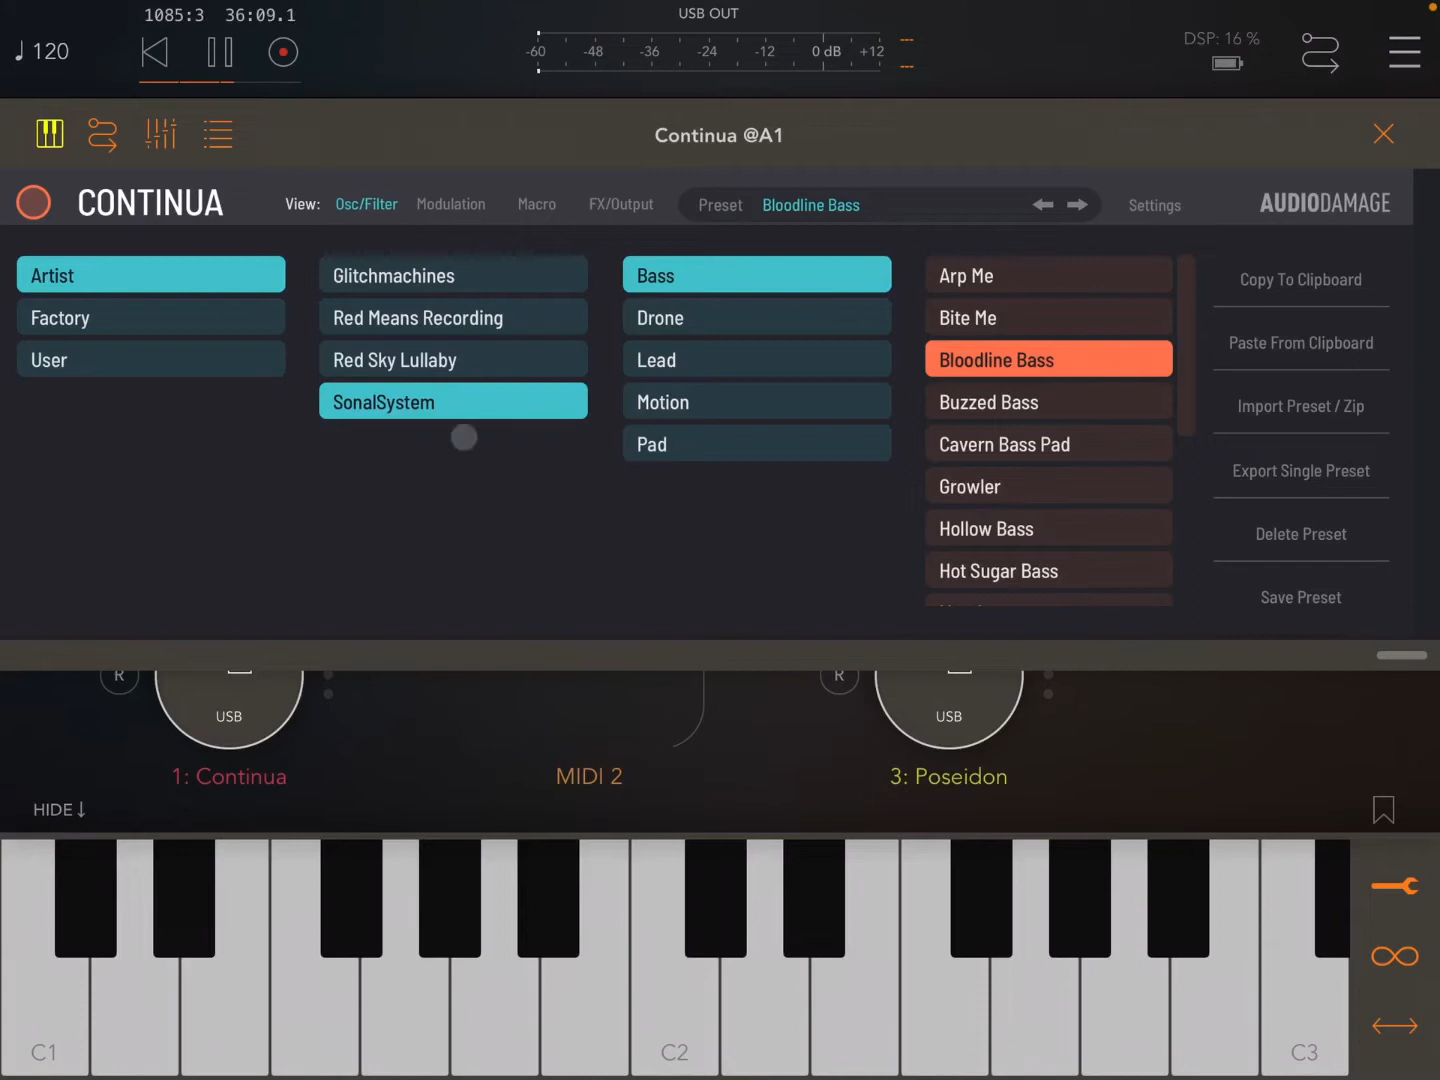 1085:3 36:09.1
USB OUT
120
-60 -48 -36 -24 -12 0 dB +12
DSP: 16 %
Continua @A1
CONTINUA
View: Osc/Filter Modulation Macro FX/Output
Preset Bloodline Bass
Settings
AUDIODAMAGE
Artist
Factory
User
Glitchmachines
Red Means Recording
Red Sky Lullaby
SonalSystem
Bass
Drone
Lead
Motion
Pad
Arp Me
Bite Me
Bloodline Bass
Buzzed Bass
Cavern Bass Pad
Growler
Hollow Bass
Hot Sugar Bass
Copy To Clipboard
Paste From Clipboard
Import Preset / Zip
Export Single Preset
Delete Preset
Save Preset
R
USB
R
USB
1: Continua
MIDI 2
3: Poseidon
HIDE↓
C1 C2 C3